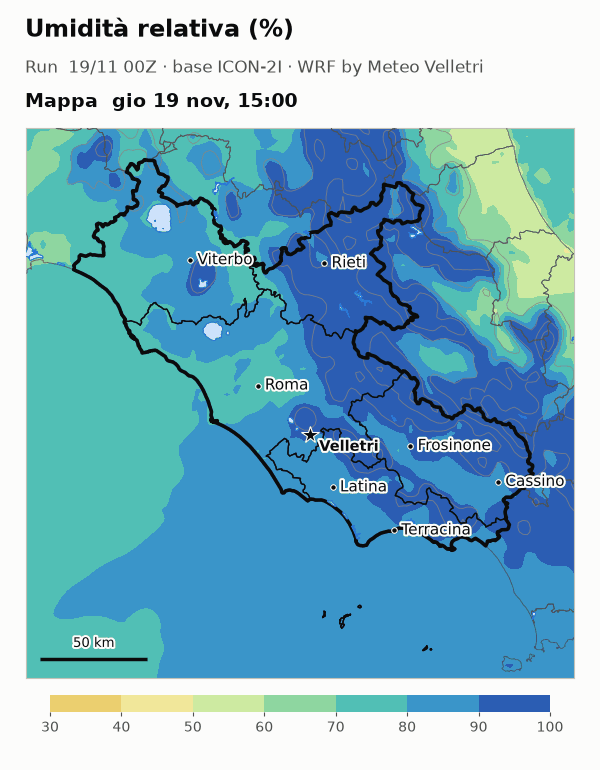 Umidità relativa (%)
Run 19/11 00Z · base ICON-2I · WRF by Meteo Velletri
Mappa gio 19 nov, 15:00
Viterbo
Rieti
Roma
Velletri
Frosinone
Cassino
Latina
Terracina
50 km
30 40 50 60 70 80 90 100